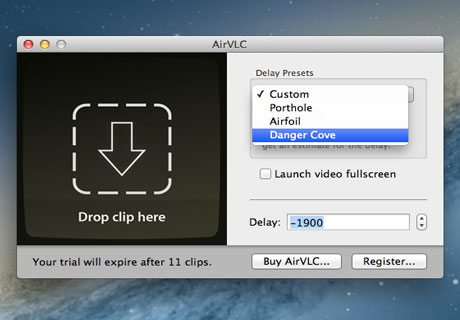 AirVLC
Delay Presets
✓ Custom
Porthole
Airfoil
Danger Cove
get an estimate for the delay.
Launch video fullscreen
Drop clip here
Delay: -1900
Your trial will expire after 11 clips. Buy AirVLC... Register...